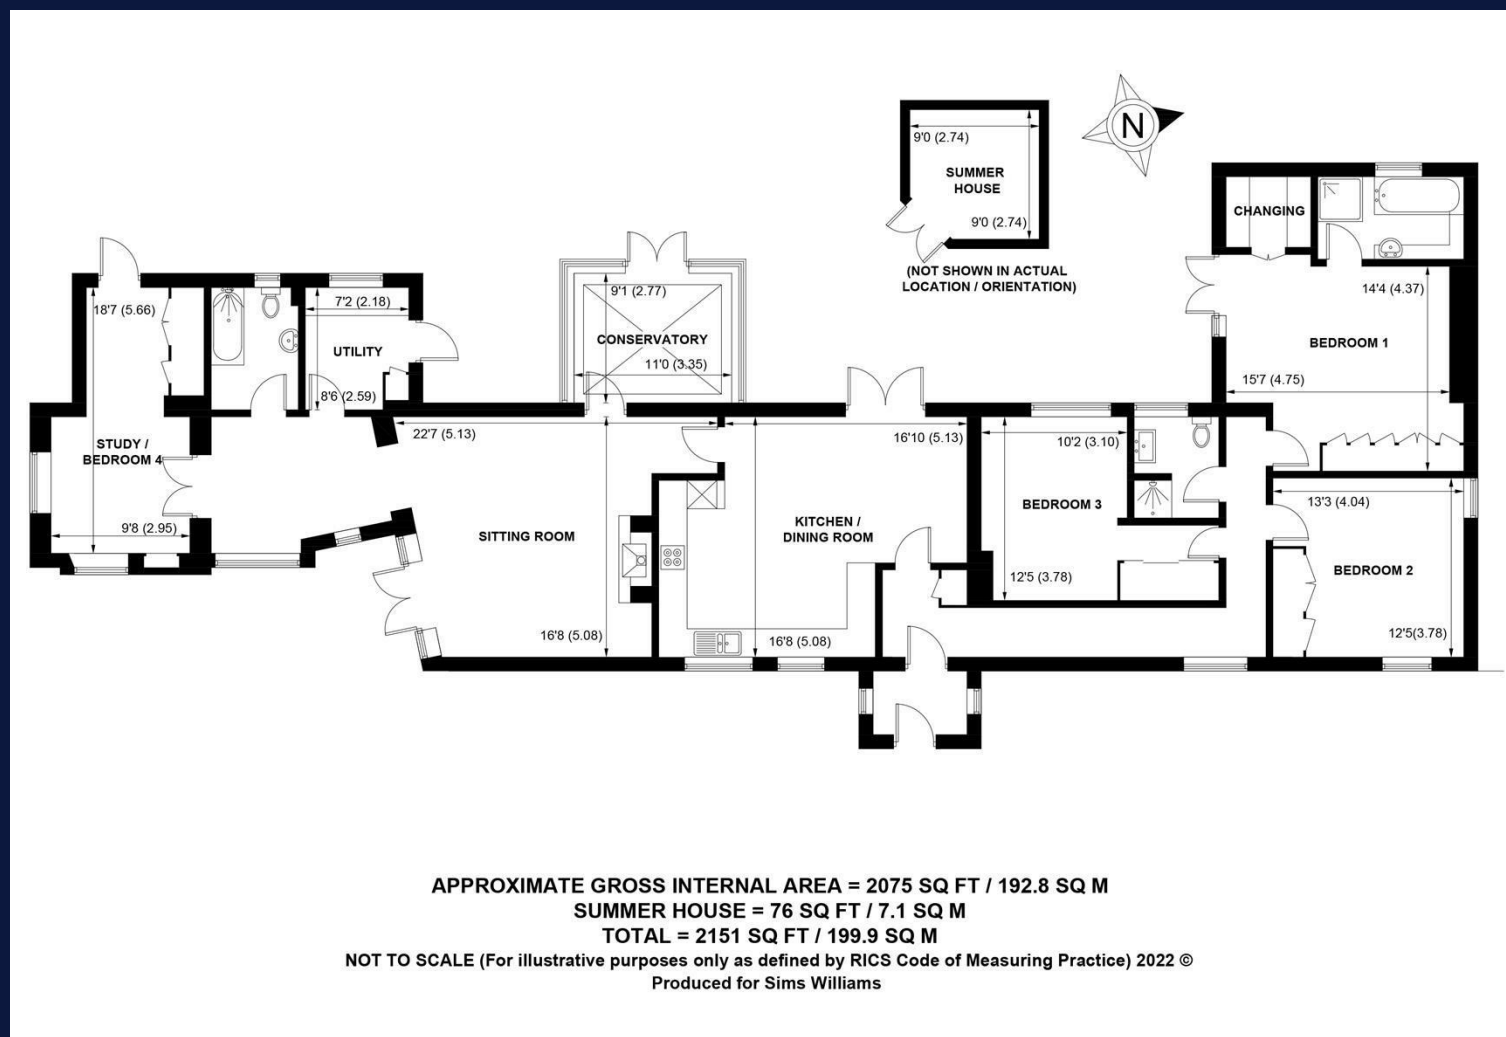 N
9'0 (2.74)
SUMMER
HOUSE
9'0 (2.74)
(NOT SHOWN IN ACTUAL
LOCATION / ORIENTATION)
CHANGING
14'4 (4.37)
BEDROOM 1
15'7 (4.75)
18'7 (5.66)
7'2 (2.18)
UTILITY
8'6 (2.59)
9'1 (2.77)
CONSERVATORY
11'0 (3.35)
STUDY /
BEDROOM 4
9'8 (2.95)
22'7 (5.13)
SITTING ROOM
16'8 (5.08)
16'10 (5.13)
KITCHEN /
DINING ROOM
16'8 (5.08)
10'2 (3.10)
BEDROOM 3
12'5 (3.78)
13'3 (4.04)
BEDROOM 2
12'5(3.78)
APPROXIMATE GROSS INTERNAL AREA = 2075 SQ FT / 192.8 SQ M
SUMMER HOUSE = 76 SQ FT / 7.1 SQ M
TOTAL = 2151 SQ FT / 199.9 SQ M
NOT TO SCALE (For illustrative purposes only as defined by RICS Code of Measuring Practice) 2022 ©
Produced for Sims Williams